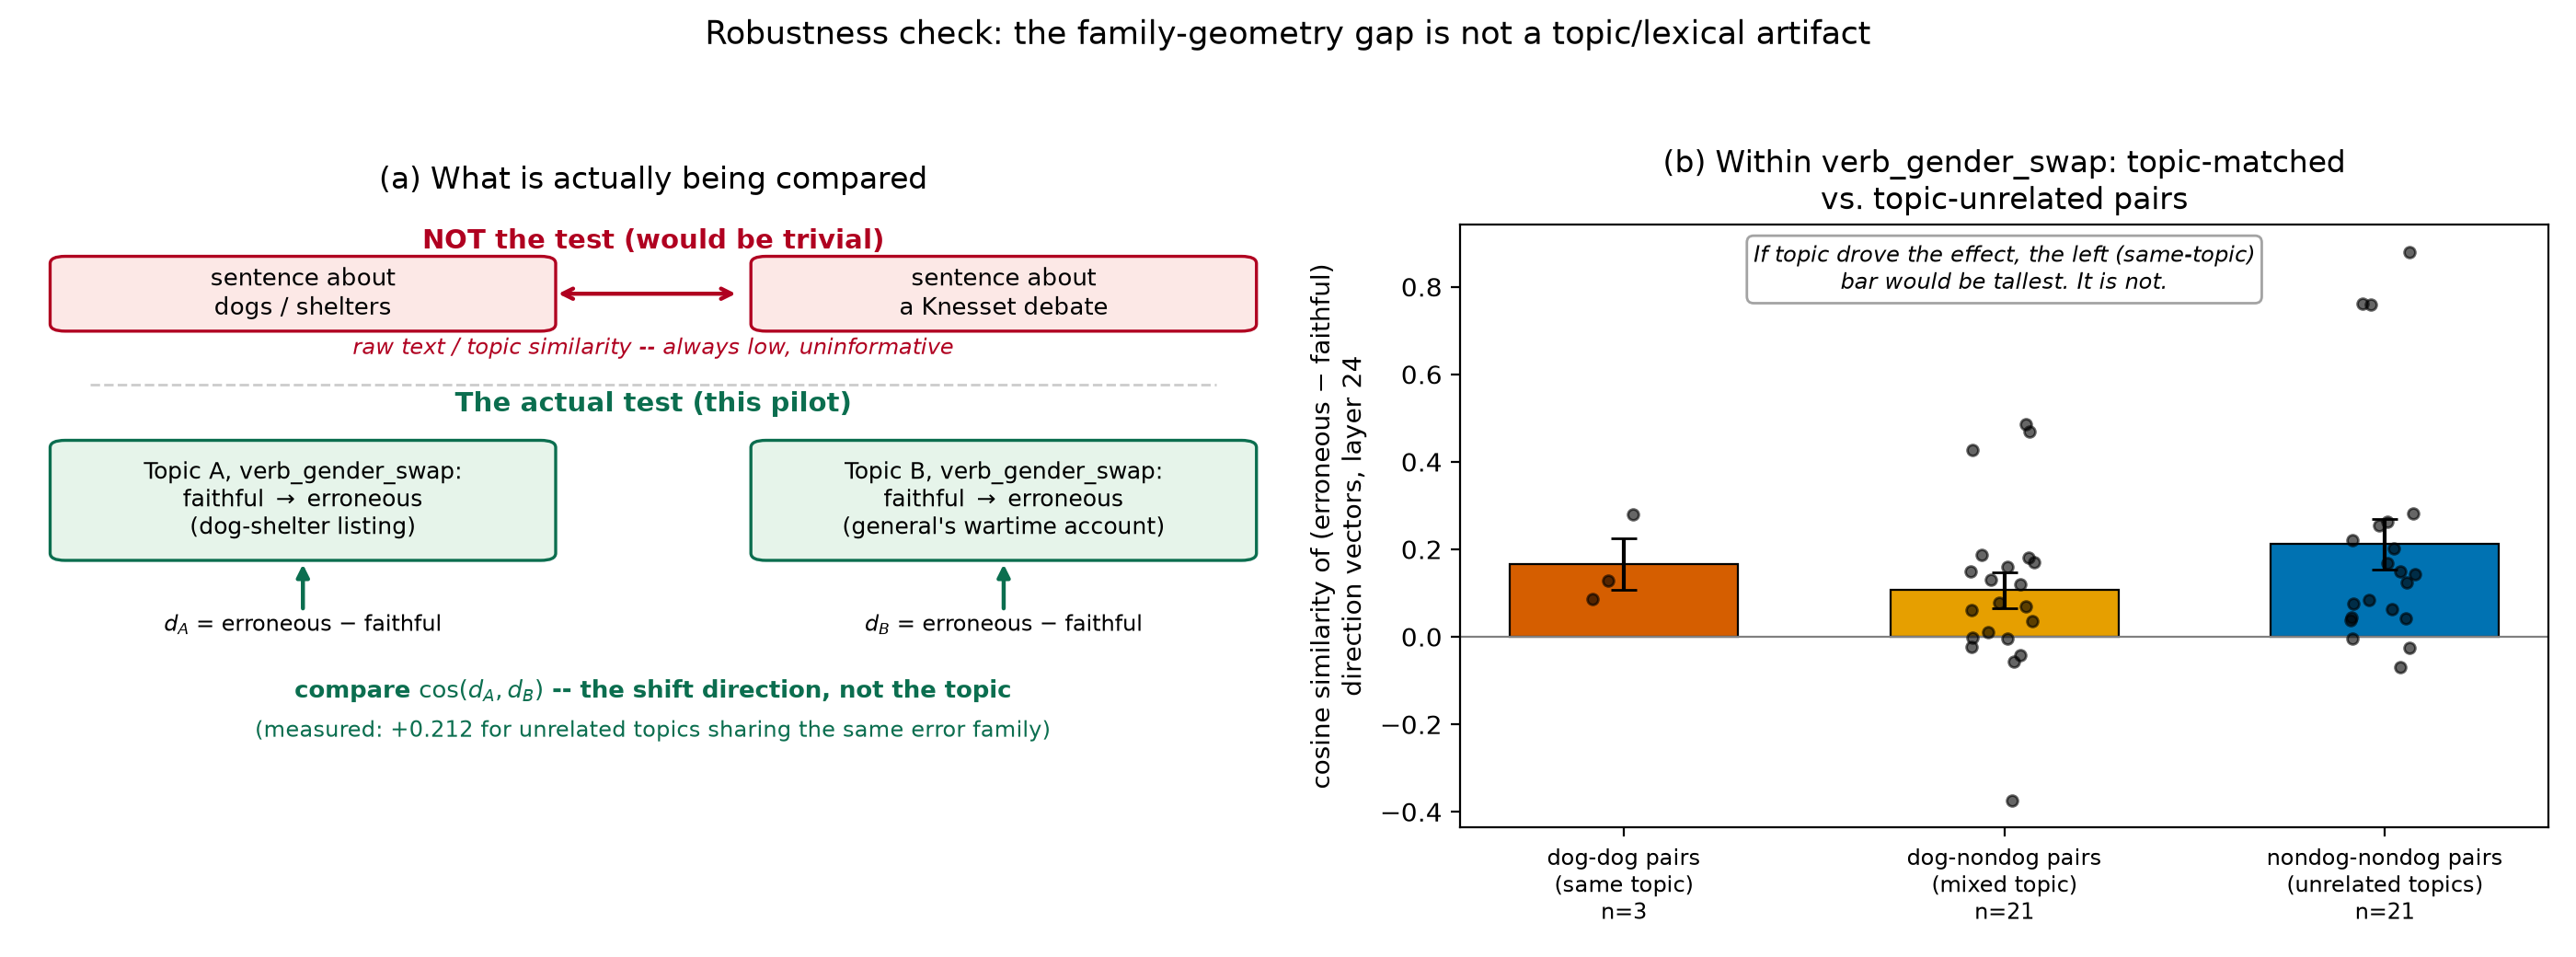 Robustness check: the family-geometry gap is not a topic/lexical artifact
(a) What is actually being compared
NOT the test (would be trivial)
sentence about
dogs / shelters
sentence about
a Knesset debate
raw text / topic similarity -- always low, uninformative
The actual test (this pilot)
Topic A, verb_gender_swap:
faithful → erroneous
(dog-shelter listing)
Topic B, verb_gender_swap:
faithful → erroneous
(general's wartime account)
d_A = erroneous − faithful
d_B = erroneous − faithful
compare cos(d_A, d_B) -- the shift direction, not the topic
(measured: +0.212 for unrelated topics sharing the same error family)
(b) Within verb_gender_swap: topic-matched
vs. topic-unrelated pairs
If topic drove the effect, the left (same-topic)
bar would be tallest. It is not.
cosine similarity of (erroneous − faithful)
direction vectors, layer 24
0.8
0.6
0.4
0.2
0.0
−0.2
−0.4
dog-dog pairs
(same topic)
n=3
dog-nondog pairs
(mixed topic)
n=21
nondog-nondog pairs
(unrelated topics)
n=21